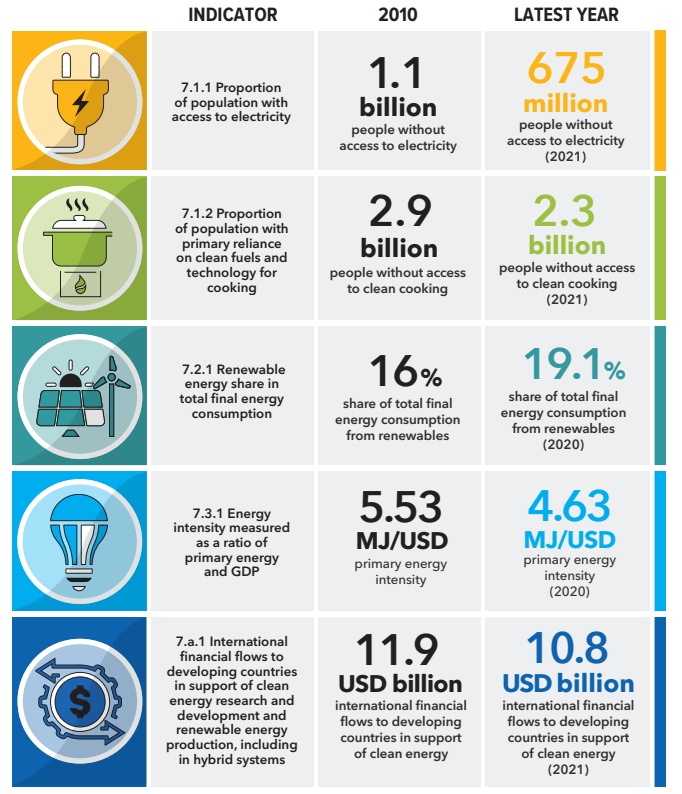 INDICATOR
2010
LATEST YEAR
7.1.1 Proportion
of population with
access to electricity
1.1
billion
people without
access to electricity
675
million
people without
access to electricity
(2021)
7.1.2 Proportion
of population with
primary reliance
on clean fuels and
technology for
cooking
2.9
billion
people without access
to clean cooking
2.3
billion
people without access
to clean cooking
(2021)
7.2.1 Renewable
energy share in
total final energy
consumption
16%
share of total final
energy consumption
from renewables
19.1%
share of total final
energy consumption
from renewables
(2020)
7.3.1 Energy
intensity measured
as a ratio of
primary energy
and GDP
5.53
MJ/USD
primary energy
intensity
4.63
MJ/USD
primary energy
intensity
(2020)
$
7.a.1 International
financial flows to
developing countries
in support of clean
energy research and
development and
renewable energy
production, including
in hybrid systems
11.9
USD billion
international financial
flows to developing
countries in support
of clean energy
10.8
USD billion
international financial
flows to developing
countries in support
of clean energy
(2021)